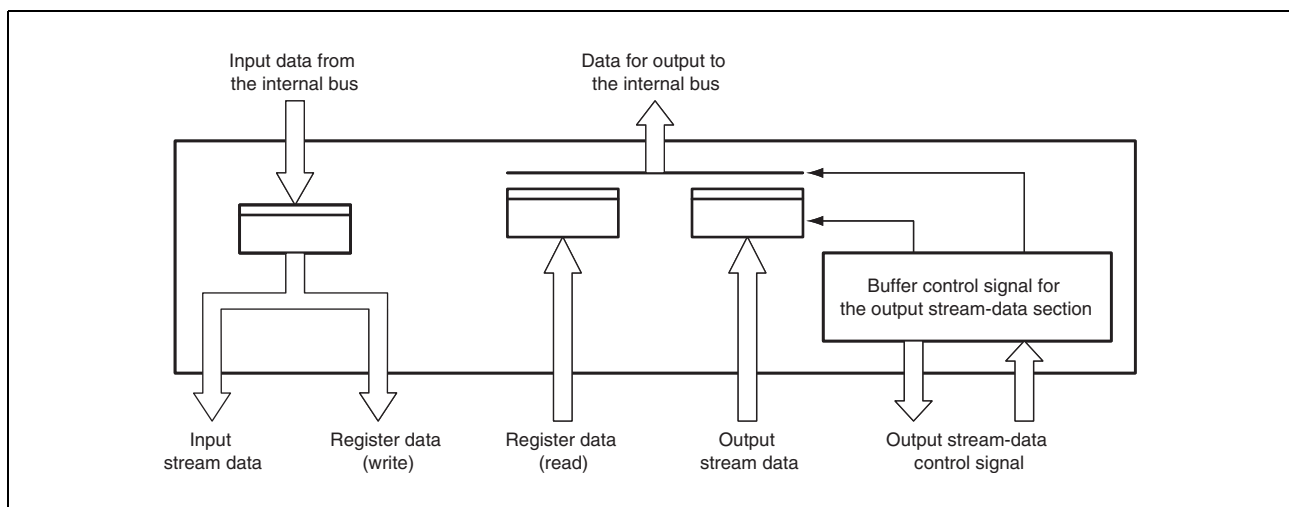 Input data from
the internal bus
Data for output to
the internal bus
Buffer control signal for
the output stream-data section
Input
stream data
Register data
(write)
Register data
(read)
Output
stream data
Output stream-data
control signal